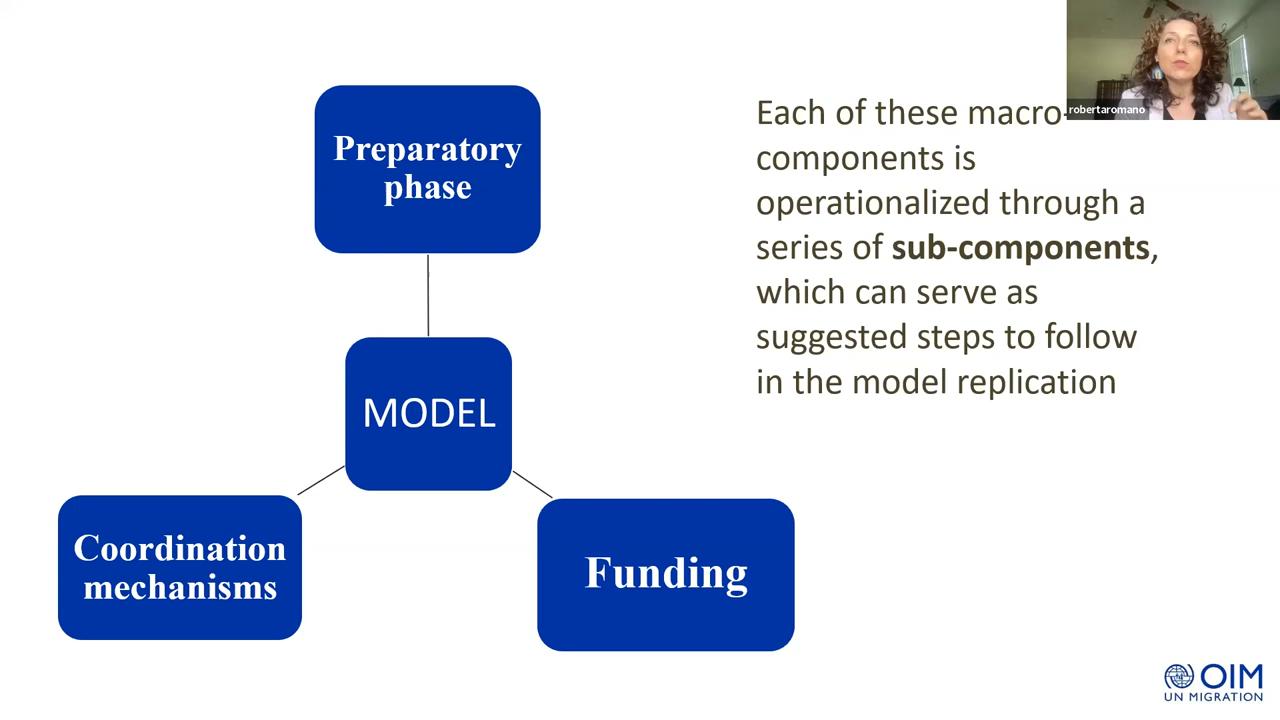 Preparatory
phase
MODEL
Coordination
mechanisms
Funding
Each of these macro-
components is
operationalized through a
series of sub-components,
which can serve as
suggested steps to follow
in the model replication
robertaromano
OIM
UN MIGRATION